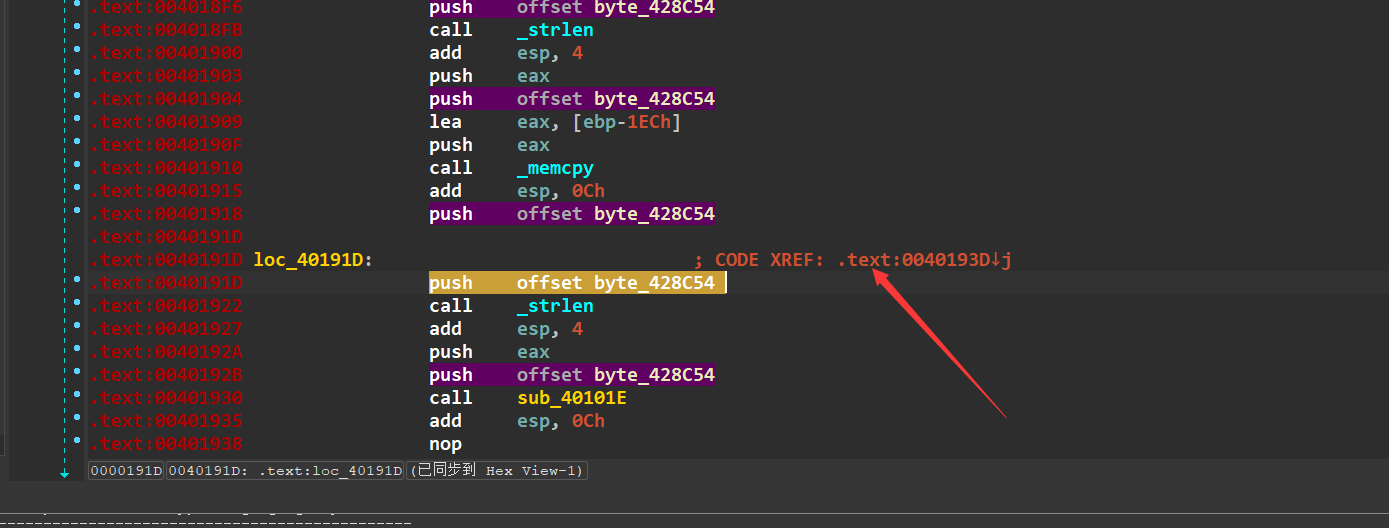 .text:004018F6 push offset byte_428C54
.text:004018FB call _strlen
.text:00401900 add esp, 4
.text:00401903 push eax
.text:00401904 push offset byte_428C54
.text:00401909 lea eax, [ebp-1ECh]
.text:0040190F push eax
.text:00401910 call _memcpy
.text:00401915 add esp, 0Ch
.text:00401918 push offset byte_428C54
.text:0040191D
.text:0040191D loc_40191D: ; CODE XREF: .text:0040193D↓j
.text:0040191D push offset byte_428C54
.text:00401922 call _strlen
.text:00401927 add esp, 4
.text:0040192A push eax
.text:0040192B push offset byte_428C54
.text:00401930 call sub_40101E
.text:00401935 add esp, 0Ch
.text:00401938 nop
0000191D 0040191D: .text:loc_40191D (已同步到 Hex View-1)